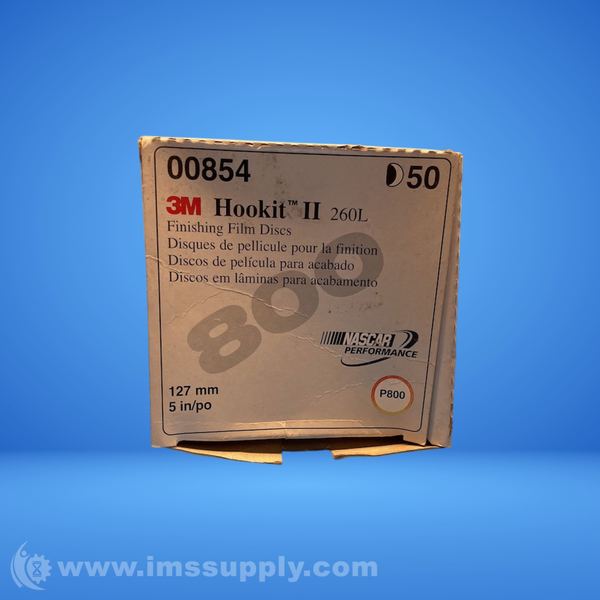 00854
50
3M Hookit™ II 260L
Finishing Film Discs
Disques de pellicule pour la finition
Discos de película para acabado
Discos em lâminas para acabamento
800
NASCAR
PERFORMANCE
127 mm
5 in/po
P800
www.imssupply.com